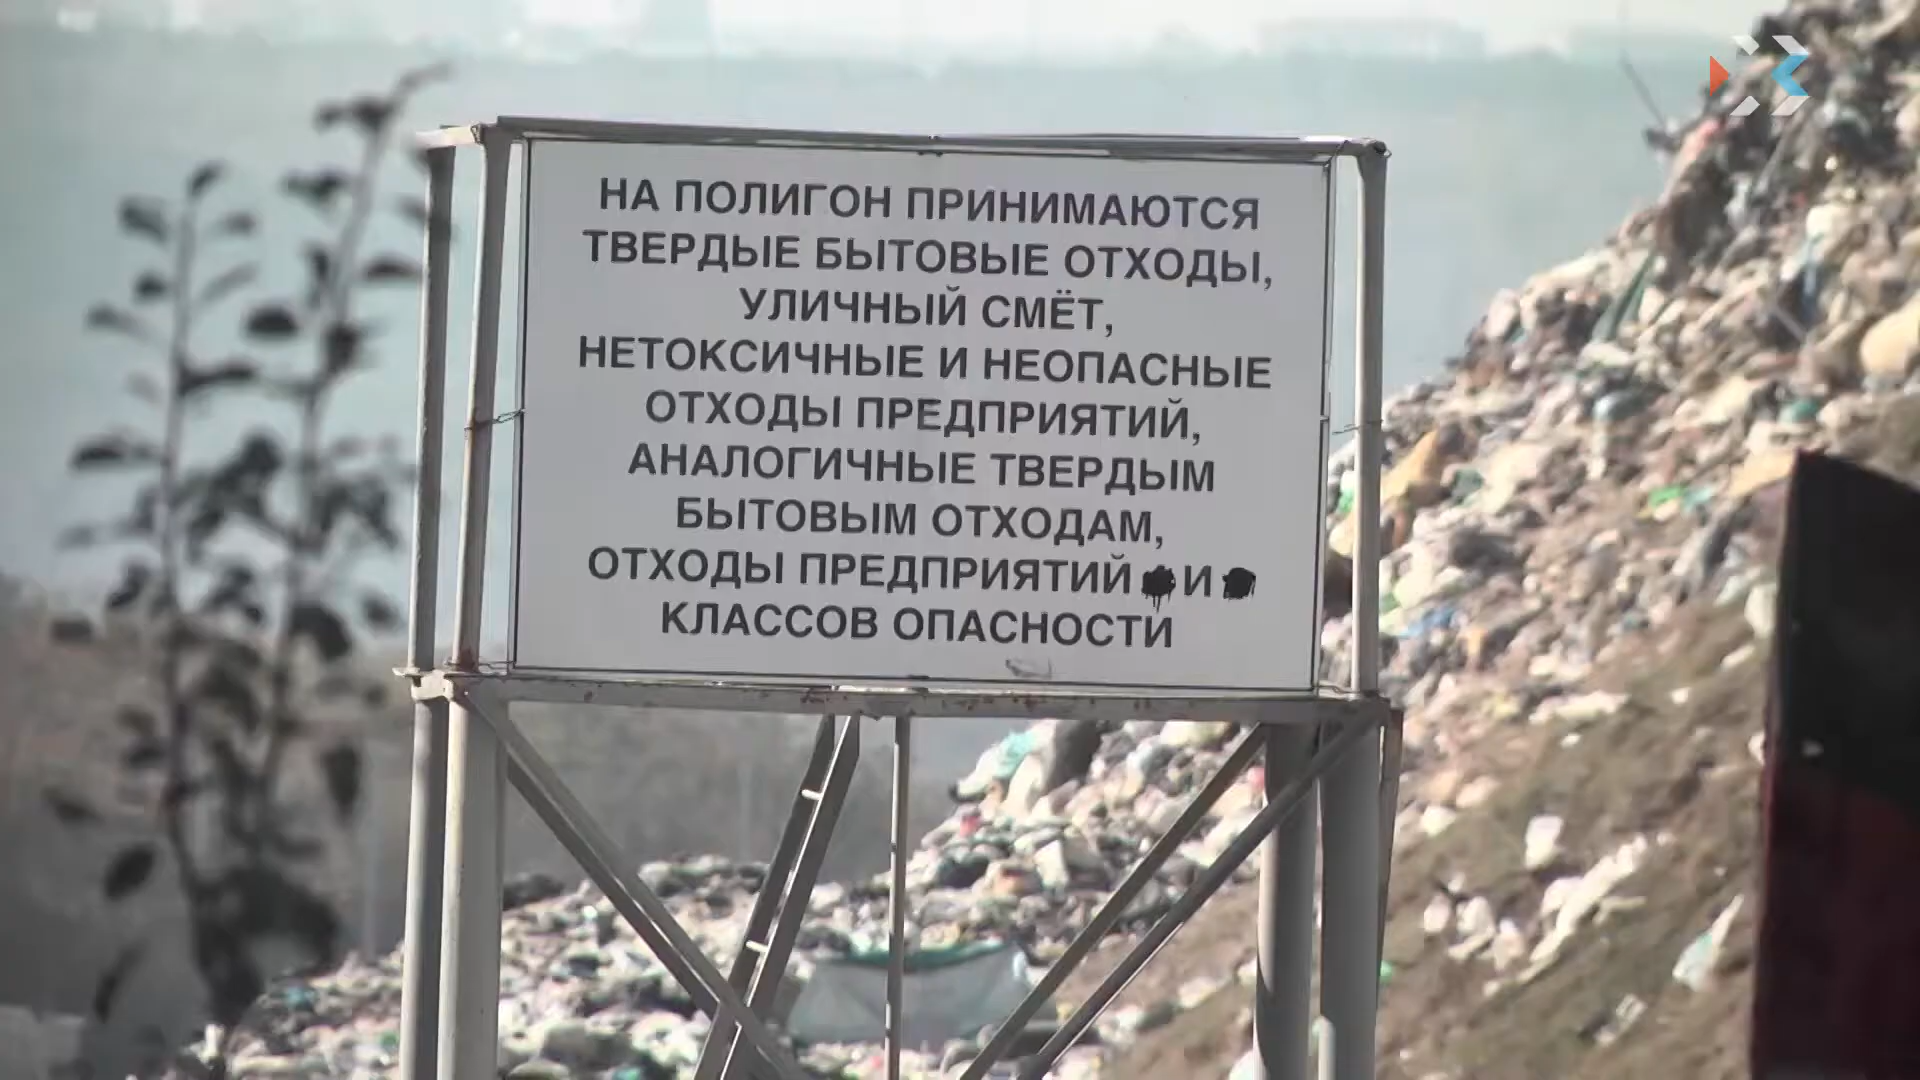 НА ПОЛИГОН ПРИНИМАЮТСЯ
ТВЕРДЫЕ БЫТОВЫЕ ОТХОДЫ,
УЛИЧНЫЙ СМЁТ,
НЕТОКСИЧНЫЕ И НЕОПАСНЫЕ
ОТХОДЫ ПРЕДПРИЯТИЙ,
АНАЛОГИЧНЫЕ ТВЕРДЫМ
БЫТОВЫМ ОТХОДАМ,
ОТХОДЫ ПРЕДПРИЯТИЙ И
КЛАССОВ ОПАСНОСТИ